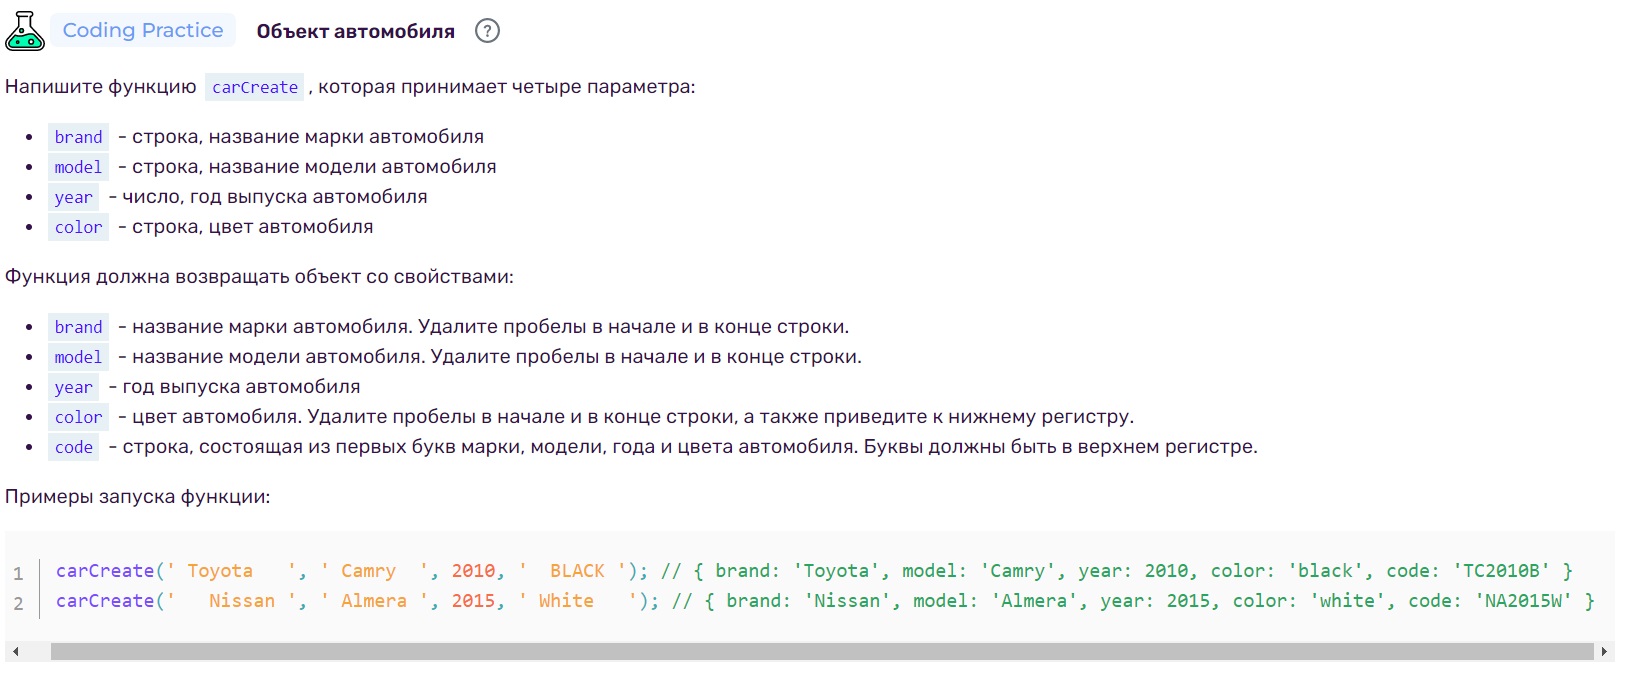 Coding Practice Объект автомобиля ?
Напишите функцию carCreate , которая принимает четыре параметра:
• brand - строка, название марки автомобиля
• model - строка, название модели автомобиля
• year - число, год выпуска автомобиля
• color - строка, цвет автомобиля
Функция должна возвращать объект со свойствами:
• brand - название марки автомобиля. Удалите пробелы в начале и в конце строки.
• model - название модели автомобиля. Удалите пробелы в начале и в конце строки.
• year - год выпуска автомобиля
• color - цвет автомобиля. Удалите пробелы в начале и в конце строки, а также приведите к нижнему регистру.
• code - строка, состоящая из первых букв марки, модели, года и цвета автомобиля. Буквы должны быть в верхнем регистре.
Примеры запуска функции:
1 carCreate(' Toyota   ', ' Camry  ', 2010, '  BLACK '); // { brand: 'Toyota', model: 'Camry', year: 2010, color: 'black', code: 'TC2010B' }
2 carCreate('   Nissan ', ' Almera ', 2015, ' White   '); // { brand: 'Nissan', model: 'Almera', year: 2015, color: 'white', code: 'NA2015W' }